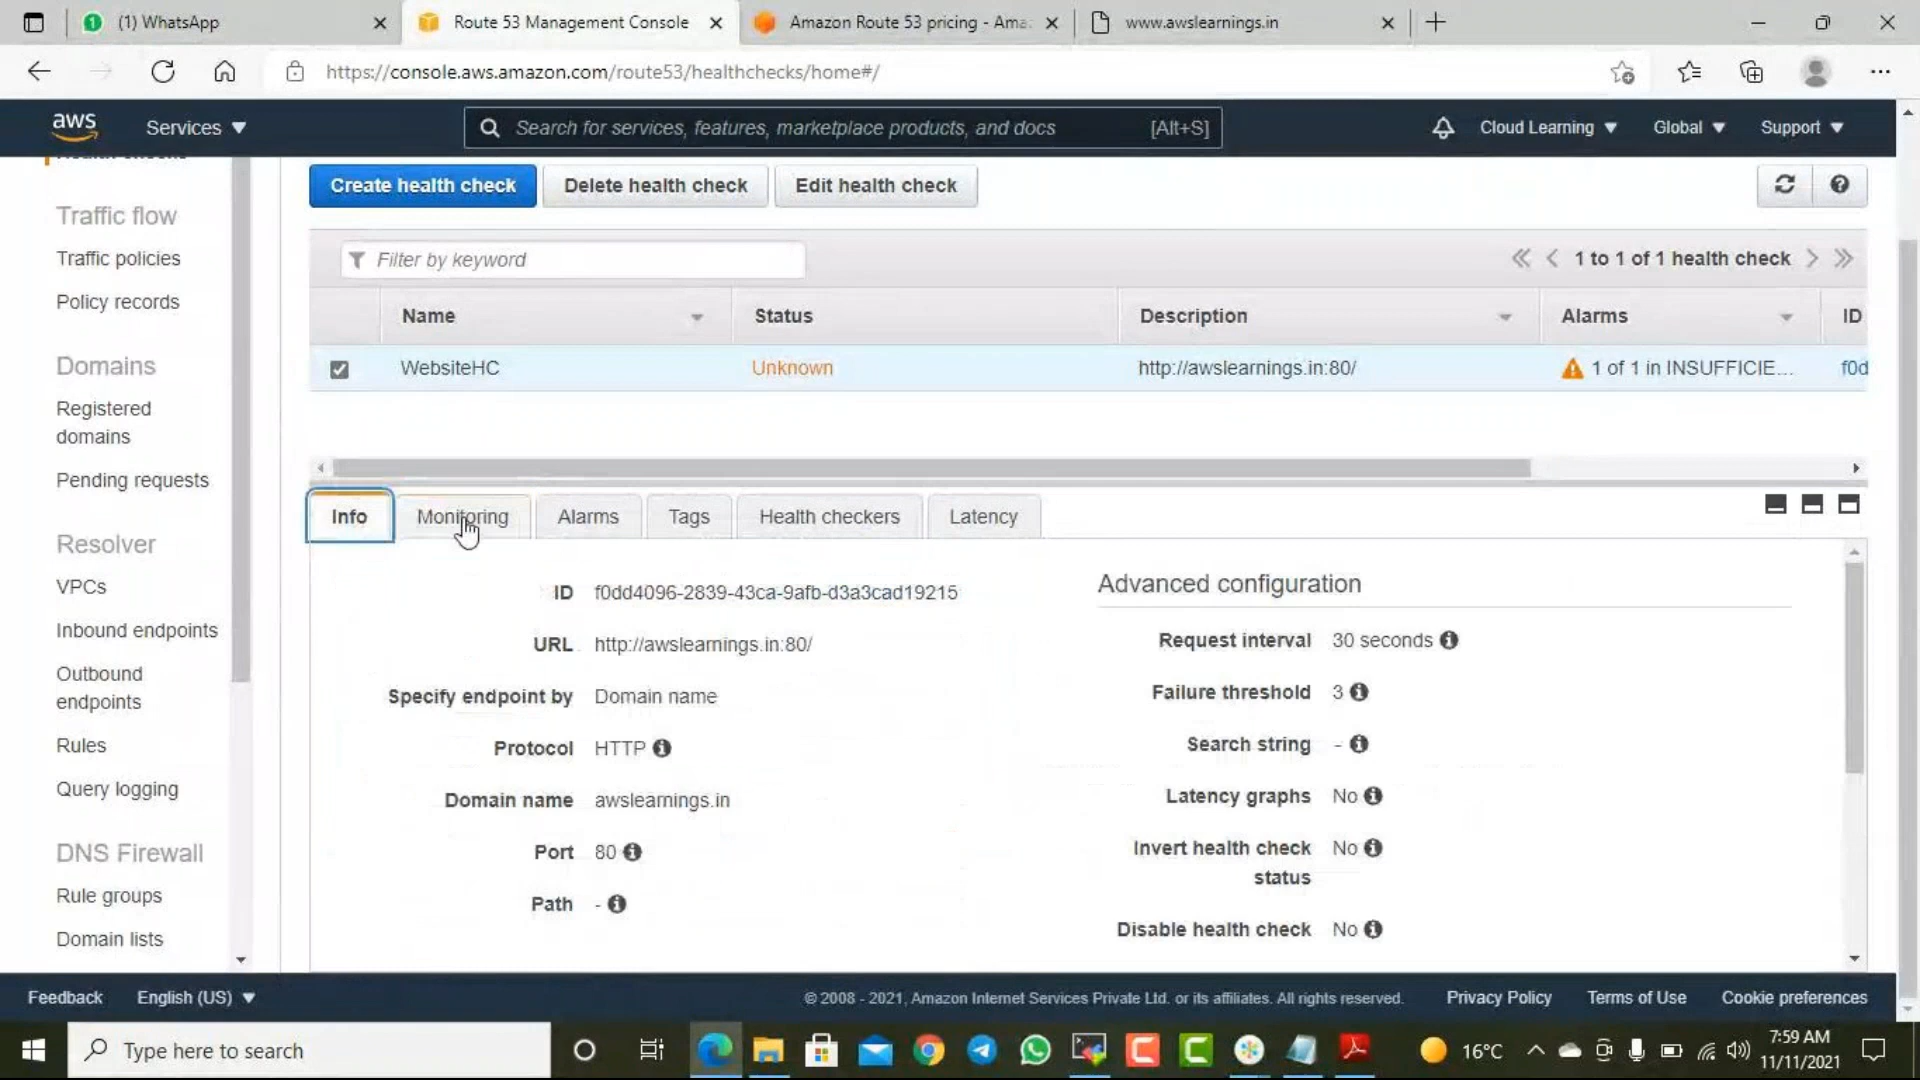 (1) WhatsApp
Route 53 Management Console
Amazon Route 53 pricing - Ama
www.awslearnings.in
https://console.aws.amazon.com/route53/healthchecks/home#/
aws
Services
Search for services, features, marketplace products, and docs
[Alt+S]
Cloud Learning
Global
Support
Create health check
Delete health check
Edit health check
Traffic flow
Traffic policies
Policy records
Domains
Registered
domains
Pending requests
Resolver
VPCs
Inbound endpoints
Outbound
endpoints
Rules
Query logging
DNS Firewall
Rule groups
Domain lists
Filter by keyword
1 to 1 of 1 health check
Name
Status
Description
Alarms
ID
WebsiteHC
Unknown
http://awslearnings.in:80/
1 of 1 in INSUFFICIE...
f0d
Info
Monitoring
Alarms
Tags
Health checkers
Latency
ID f0dd4096-2839-43ca-9afb-d3a3cad19215
URL http://awslearnings.in:80/
Specify endpoint by Domain name
Protocol HTTP
Domain name awslearnings.in
Port 80
Path -
Advanced configuration
Request interval 30 seconds
Failure threshold 3
Search string -
Latency graphs No
Invert health check No
status
Disable health check No
Feedback
English (US)
© 2008 - 2021, Amazon Internet Services Private Ltd. or its affiliates. All rights reserved.
Privacy Policy
Terms of Use
Cookie preferences
Type here to search
16°C
7:59 AM
11/11/2021